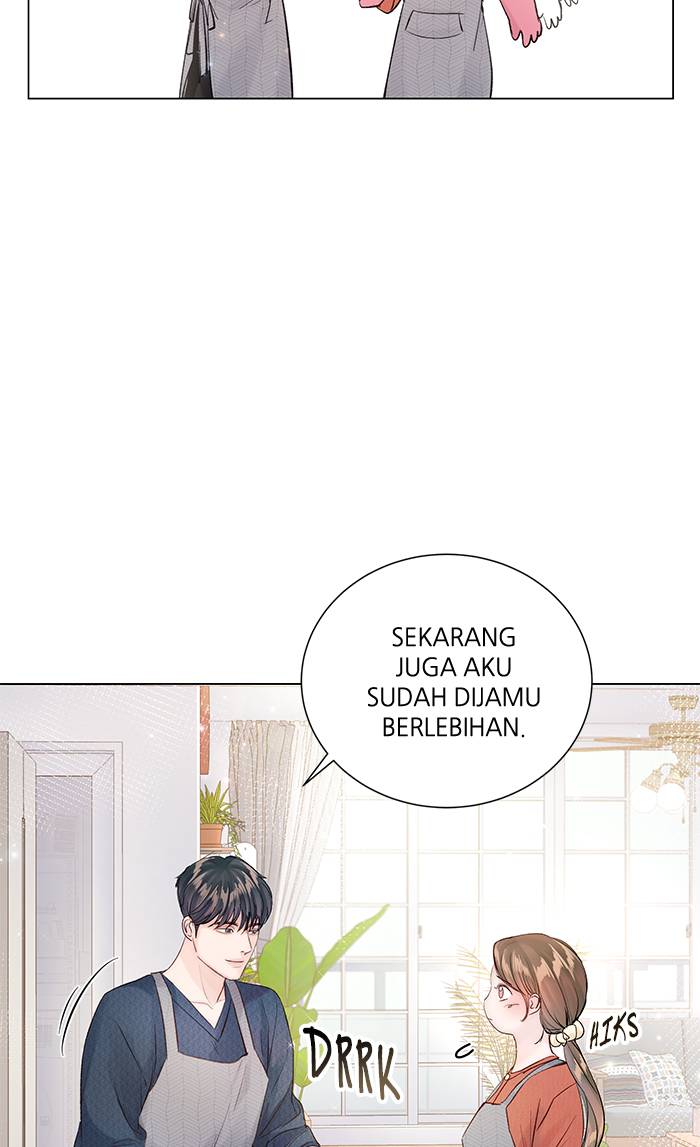 SEKARANG
JUGA AKU
SUDAH DIJAMU
BERLEBIHAN.
DRRK
HIKS